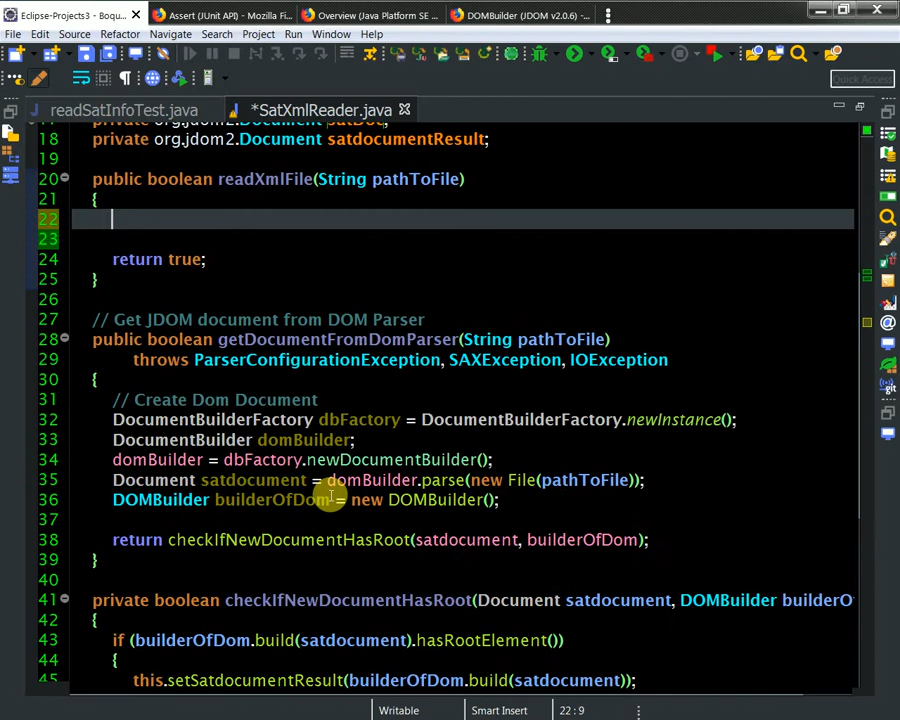 Eclipse-Projects3 - Boqu...
Assert (JUnit API) - Mozilla Fi...
Overview (Java Platform SE ...
DOMBuilder (JDOM v2.0.6) - ...
File Edit Source Refactor Navigate Search Project Run Window Help
Quick Access
readSatInfoTest.java
*SatXmlReader.java
private org.jdom2.Document satDoc;
18 private org.jdom2.Document satdocumentResult;
19
20 public boolean readXmlFile(String pathToFile)
21 {
22
23
24 return true;
25 }
26
27 // Get JDOM document from DOM Parser
28 public boolean getDocumentFromDomParser(String pathToFile)
29 throws ParserConfigurationException, SAXException, IOException
30 {
31 // Create Dom Document
32 DocumentBuilderFactory dbFactory = DocumentBuilderFactory.newInstance();
33 DocumentBuilder domBuilder;
34 domBuilder = dbFactory.newDocumentBuilder();
35 Document satdocument = domBuilder.parse(new File(pathToFile));
36 DOMBuilder builderOfDom = new DOMBuilder();
37
38 return checkIfNewDocumentHasRoot(satdocument, builderOfDom);
39 }
40
41 private boolean checkIfNewDocumentHasRoot(Document satdocument, DOMBuilder builderO
42 {
43 if (builderOfDom.build(satdocument).hasRootElement())
44 {
45 this.setSatdocumentResult(builderOfDom.build(satdocument));
Writable Smart Insert 22 : 9